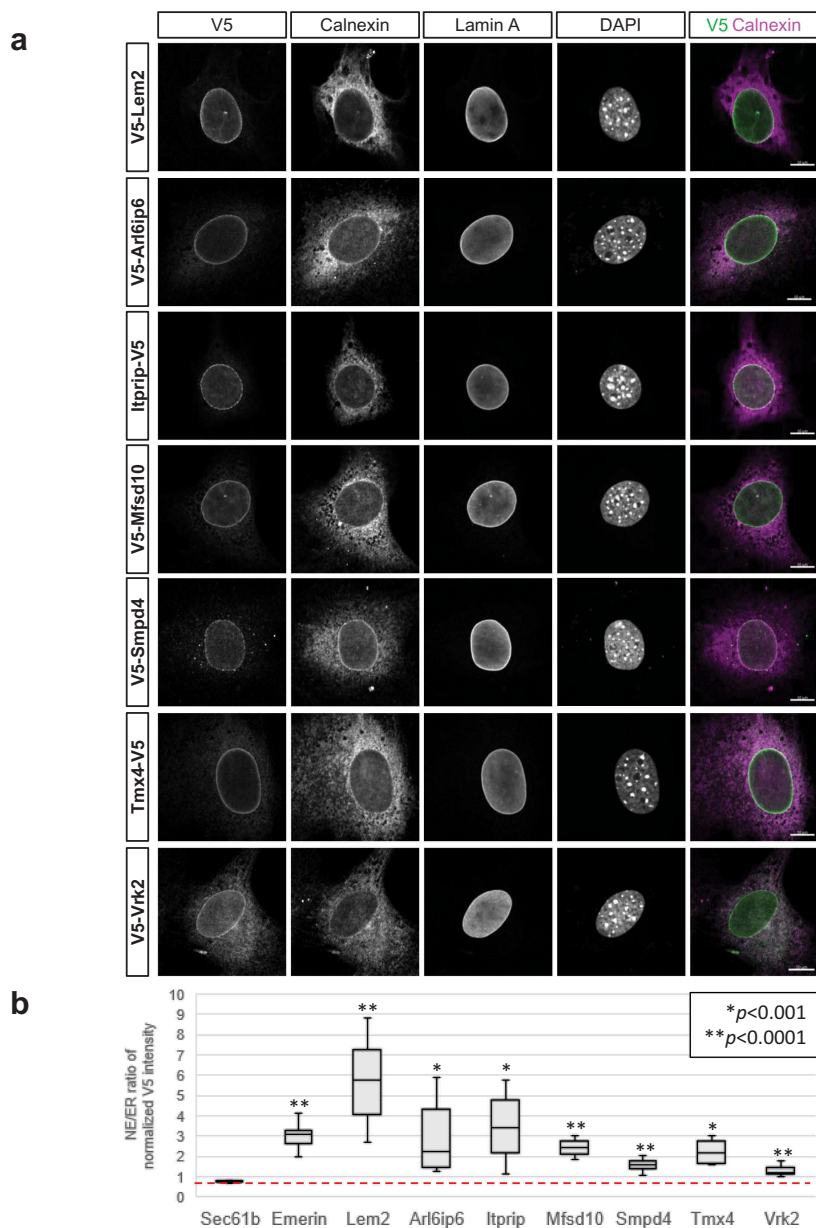 a
V5 Calnexin Lamin A DAPI V5 Calnexin
V5-Lem2
V5-Arl6ip6
Itprip-V5
V5-Mfsd10
V5-Smpd4
Tmx4-V5
V5-Vrk2
b
NE/ER ratio of
normalized V5 intensity
10
9
8
7
6
5
4
3
2
1
0
** ** * * ** ** * **
*p<0.001
**p<0.0001
Sec61b Emerin Lem2 Arl6ip6 Itprip Mfsd10 Smpd4 Tmx4 Vrk2